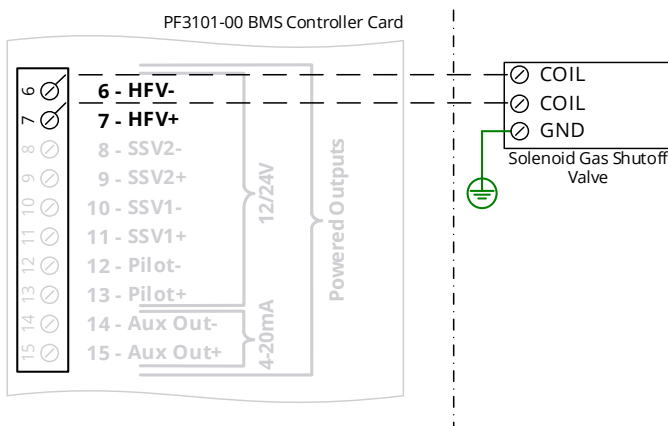 PF3101-00 BMS Controller Card
6 6 - HFV-
7 7 - HFV+
8 8 - SSV2-
9 9 - SSV2+
10 10 - SSV1-
11 11 - SSV1+
12 12 - Pilot-
13 13 - Pilot+
14 14 - Aux Out-
15 15 - Aux Out+
12/24V
4-20mA
Powered Outputs
COIL
COIL
GND
Solenoid Gas Shutoff
Valve